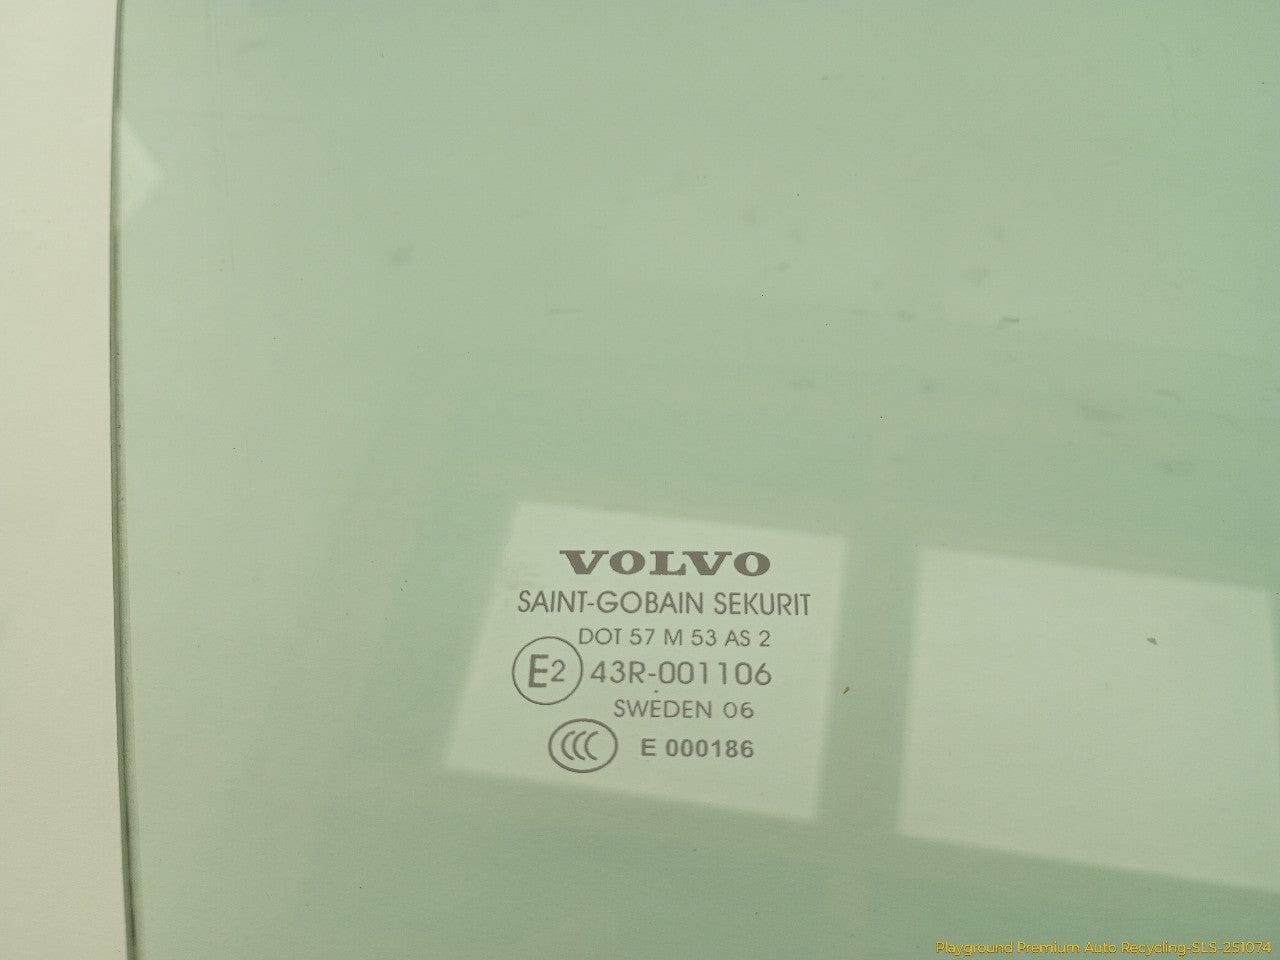 VOLVO
SAINT-GOBAIN SEKURIT
DOT 57 M 53 AS 2
E2 43R-001106
SWEDEN 06
CCC E 000186
Playground Premium Auto Recycling-SLS-251074